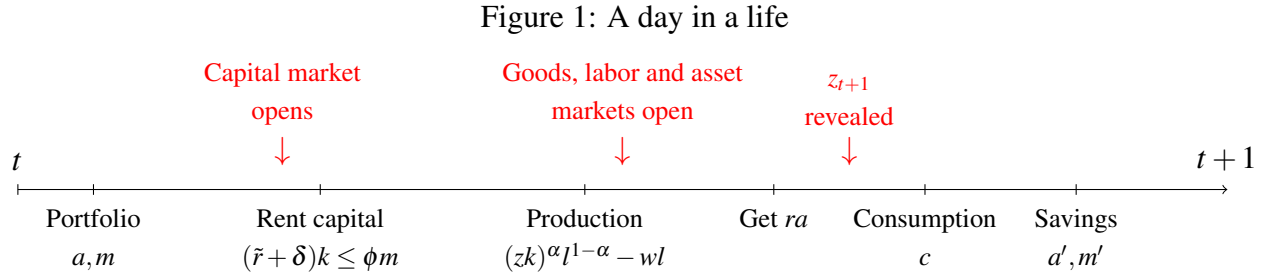 Figure 1: A day in a life
Capital market
opens
Goods, labor and asset
markets open
z_{t+1}
revealed
t
t + 1
Portfolio
a, m
Rent capital
(r̃ + δ)k ≤ ϕm
Production
(zk)^α l^{1−α} − wl
Get ra
Consumption
c
Savings
a′, m′